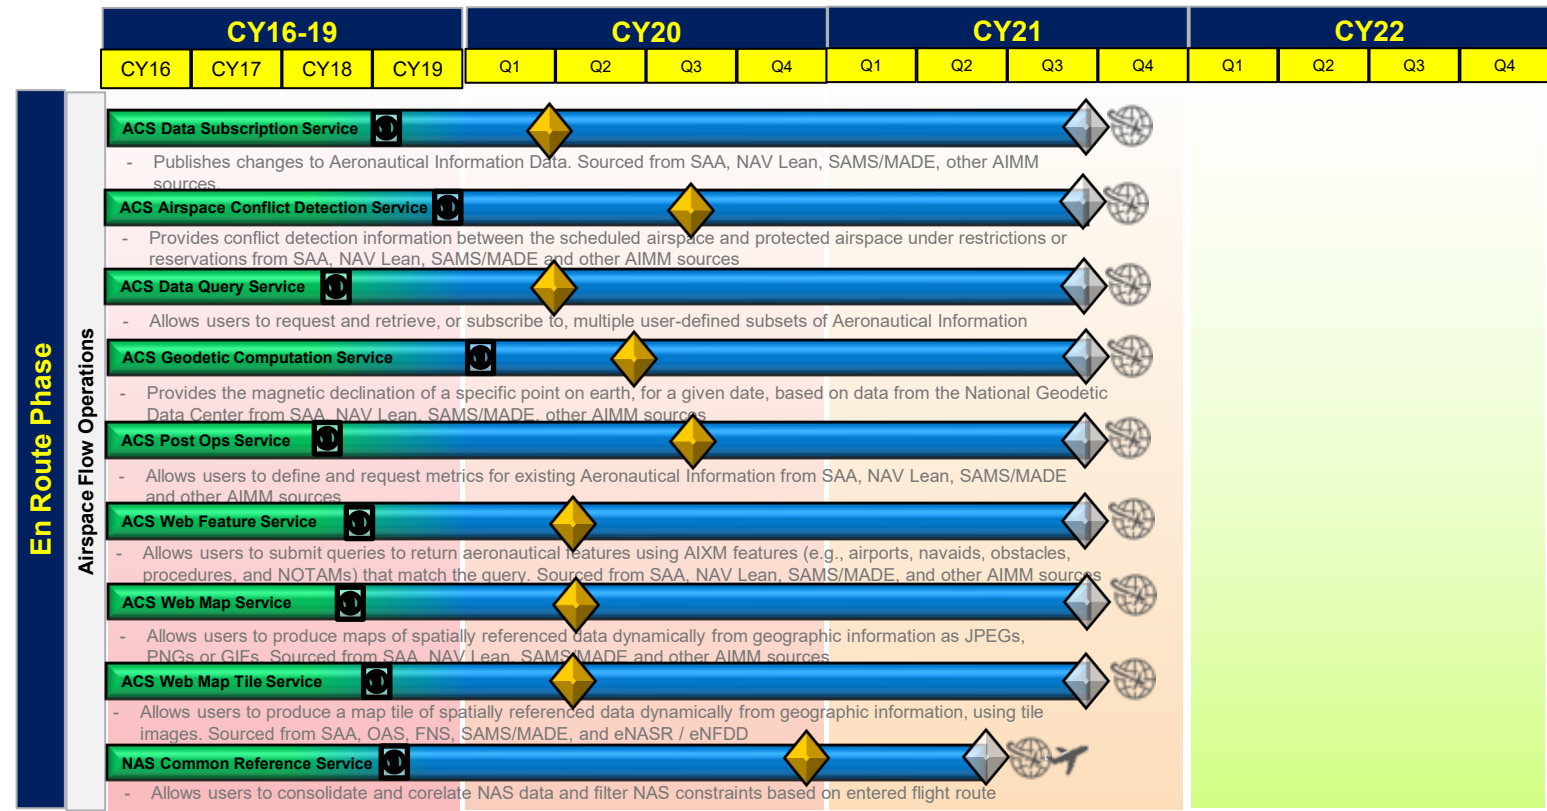 CY16-19 CY20 CY21 CY22
CY16 CY17 CY18 CY19 Q1 Q2 Q3 Q4 Q1 Q2 Q3 Q4 Q1 Q2 Q3 Q4
En Route Phase
Airspace Flow Operations
ACS Data Subscription Service
- Publishes changes to Aeronautical Information Data. Sourced from SAA, NAV Lean, SAMS/MADE, other AIMM
sources.
ACS Airspace Conflict Detection Service
- Provides conflict detection information between the scheduled airspace and protected airspace under restrictions or
reservations from SAA, NAV Lean, SAMS/MADE and other AIMM sources
ACS Data Query Service
- Allows users to request and retrieve, or subscribe to, multiple user-defined subsets of Aeronautical Information
ACS Geodetic Computation Service
- Provides the magnetic declination of a specific point on earth, for a given date, based on data from the National Geodetic
Data Center from SAA, NAV Lean, SAMS/MADE, other AIMM sources
ACS Post Ops Service
- Allows users to define and request metrics for existing Aeronautical Information from SAA, NAV Lean, SAMS/MADE
and other AIMM sources
ACS Web Feature Service
- Allows users to submit queries to return aeronautical features using AIXM features (e.g., airports, navaids, obstacles,
procedures, and NOTAMs) that match the query. Sourced from SAA, NAV Lean, SAMS/MADE, and other AIMM sources
ACS Web Map Service
- Allows users to produce maps of spatially referenced data dynamically from geographic information as JPEGs,
PNGs or GIFs. Sourced from SAA, NAV Lean, SAMS/MADE and other AIMM sources
ACS Web Map Tile Service
- Allows users to produce a map tile of spatially referenced data dynamically from geographic information, using tile
images. Sourced from SAA, OAS, FNS, SAMS/MADE, and eNASR / eNFDD
NAS Common Reference Service
- Allows users to consolidate and corelate NAS data and filter NAS constraints based on entered flight route